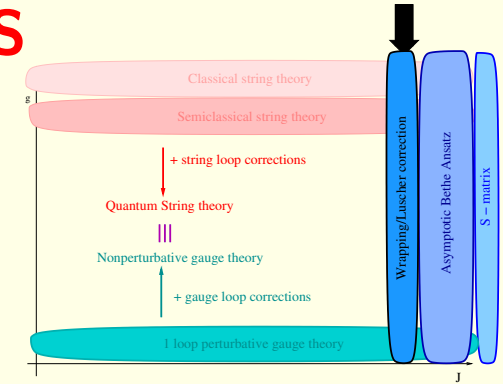 S
Classical string theory
g
Semiclassical string theory
+ string loop corrections
Quantum String theory
Nonperturbative gauge theory
+ gauge loop corrections
1 loop perturbative gauge theory
Wrapping/Luscher correction
Asymptotic Bethe Ansatz
S − matrix
J